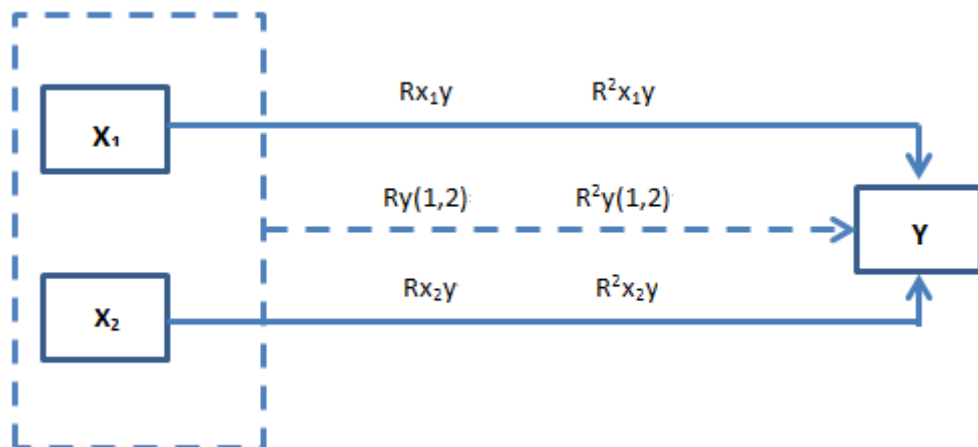 Rx₁y R²x₁y
X₁
Ry(1,2) R²y(1,2)
Y
Rx₂y R²x₂y
X₂